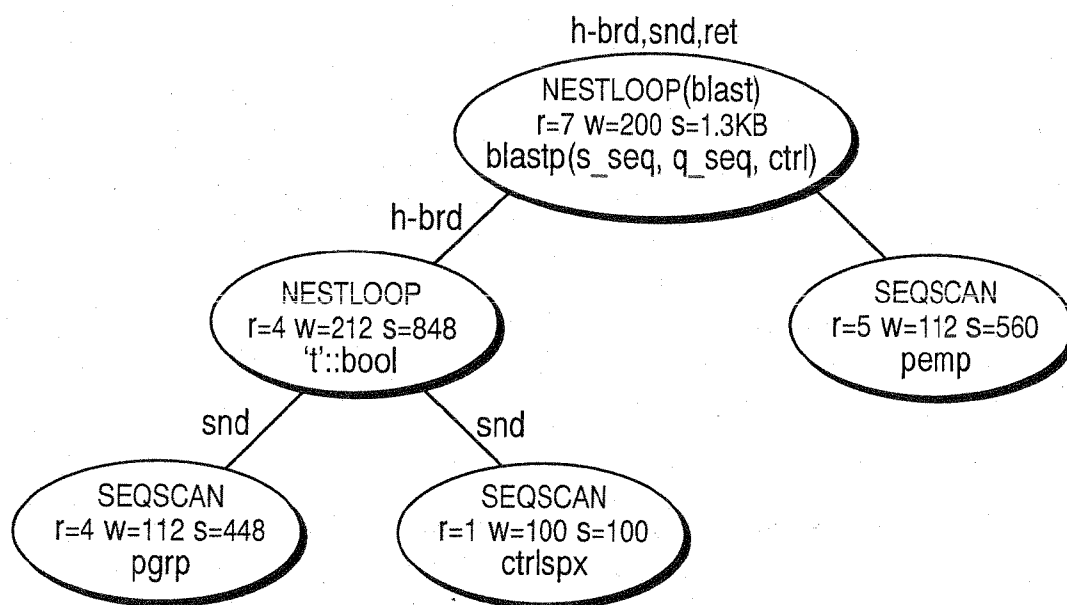 h-brd,snd,ret
NESTLOOP(blast)
r=7 w=200 s=1.3KB
blastp(s_seq, q_seq, ctrl)
h-brd
NESTLOOP
r=4 w=212 s=848
‘t’::bool
SEQSCAN
r=5 w=112 s=560
pemp
snd
snd
SEQSCAN
r=4 w=112 s=448
pgrp
SEQSCAN
r=1 w=100 s=100
ctrlspx